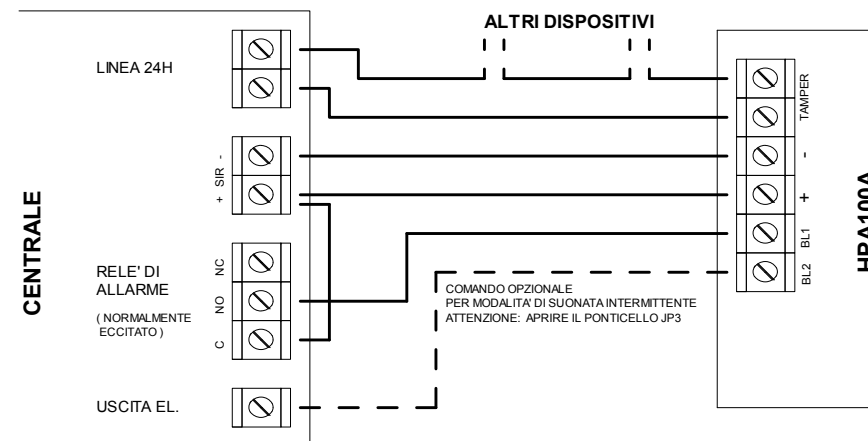 ALTRI DISPOSITIVI
LINEA 24H
+ SIR -
CENTRALE
RELE' DI
ALLARME
( NORMALMENTE
ECCITATO )
NC
NO
C
USCITA EL.
COMANDO OPZIONALE
PER MODALITA' DI SUONATA INTERMITTENTE
ATTENZIONE: APRIRE IL PONTICELLO JP3
TAMPER
-
+
BL1
BL2
HPA100A